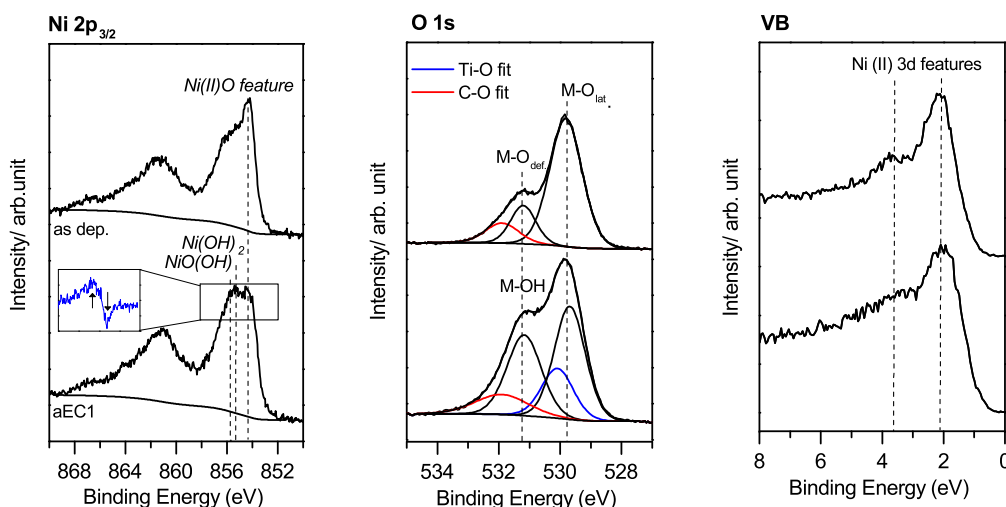 Ni 2p3/2
Intensity/ arb.unit
Ni(II)O feature
as dep.
Ni(OH)2
NiO(OH)
aEC1
868 864 860 856 852
Binding Energy (eV)
O 1s
Intensity/ arb. unit
Ti-O fit
C-O fit
M-Olat.
M-Odef.
M-OH
534 532 530 528
Binding Energy (eV)
VB
Intensity/ arb. unit
Ni (II) 3d features
8 6 4 2 0
Binding Energy (eV)